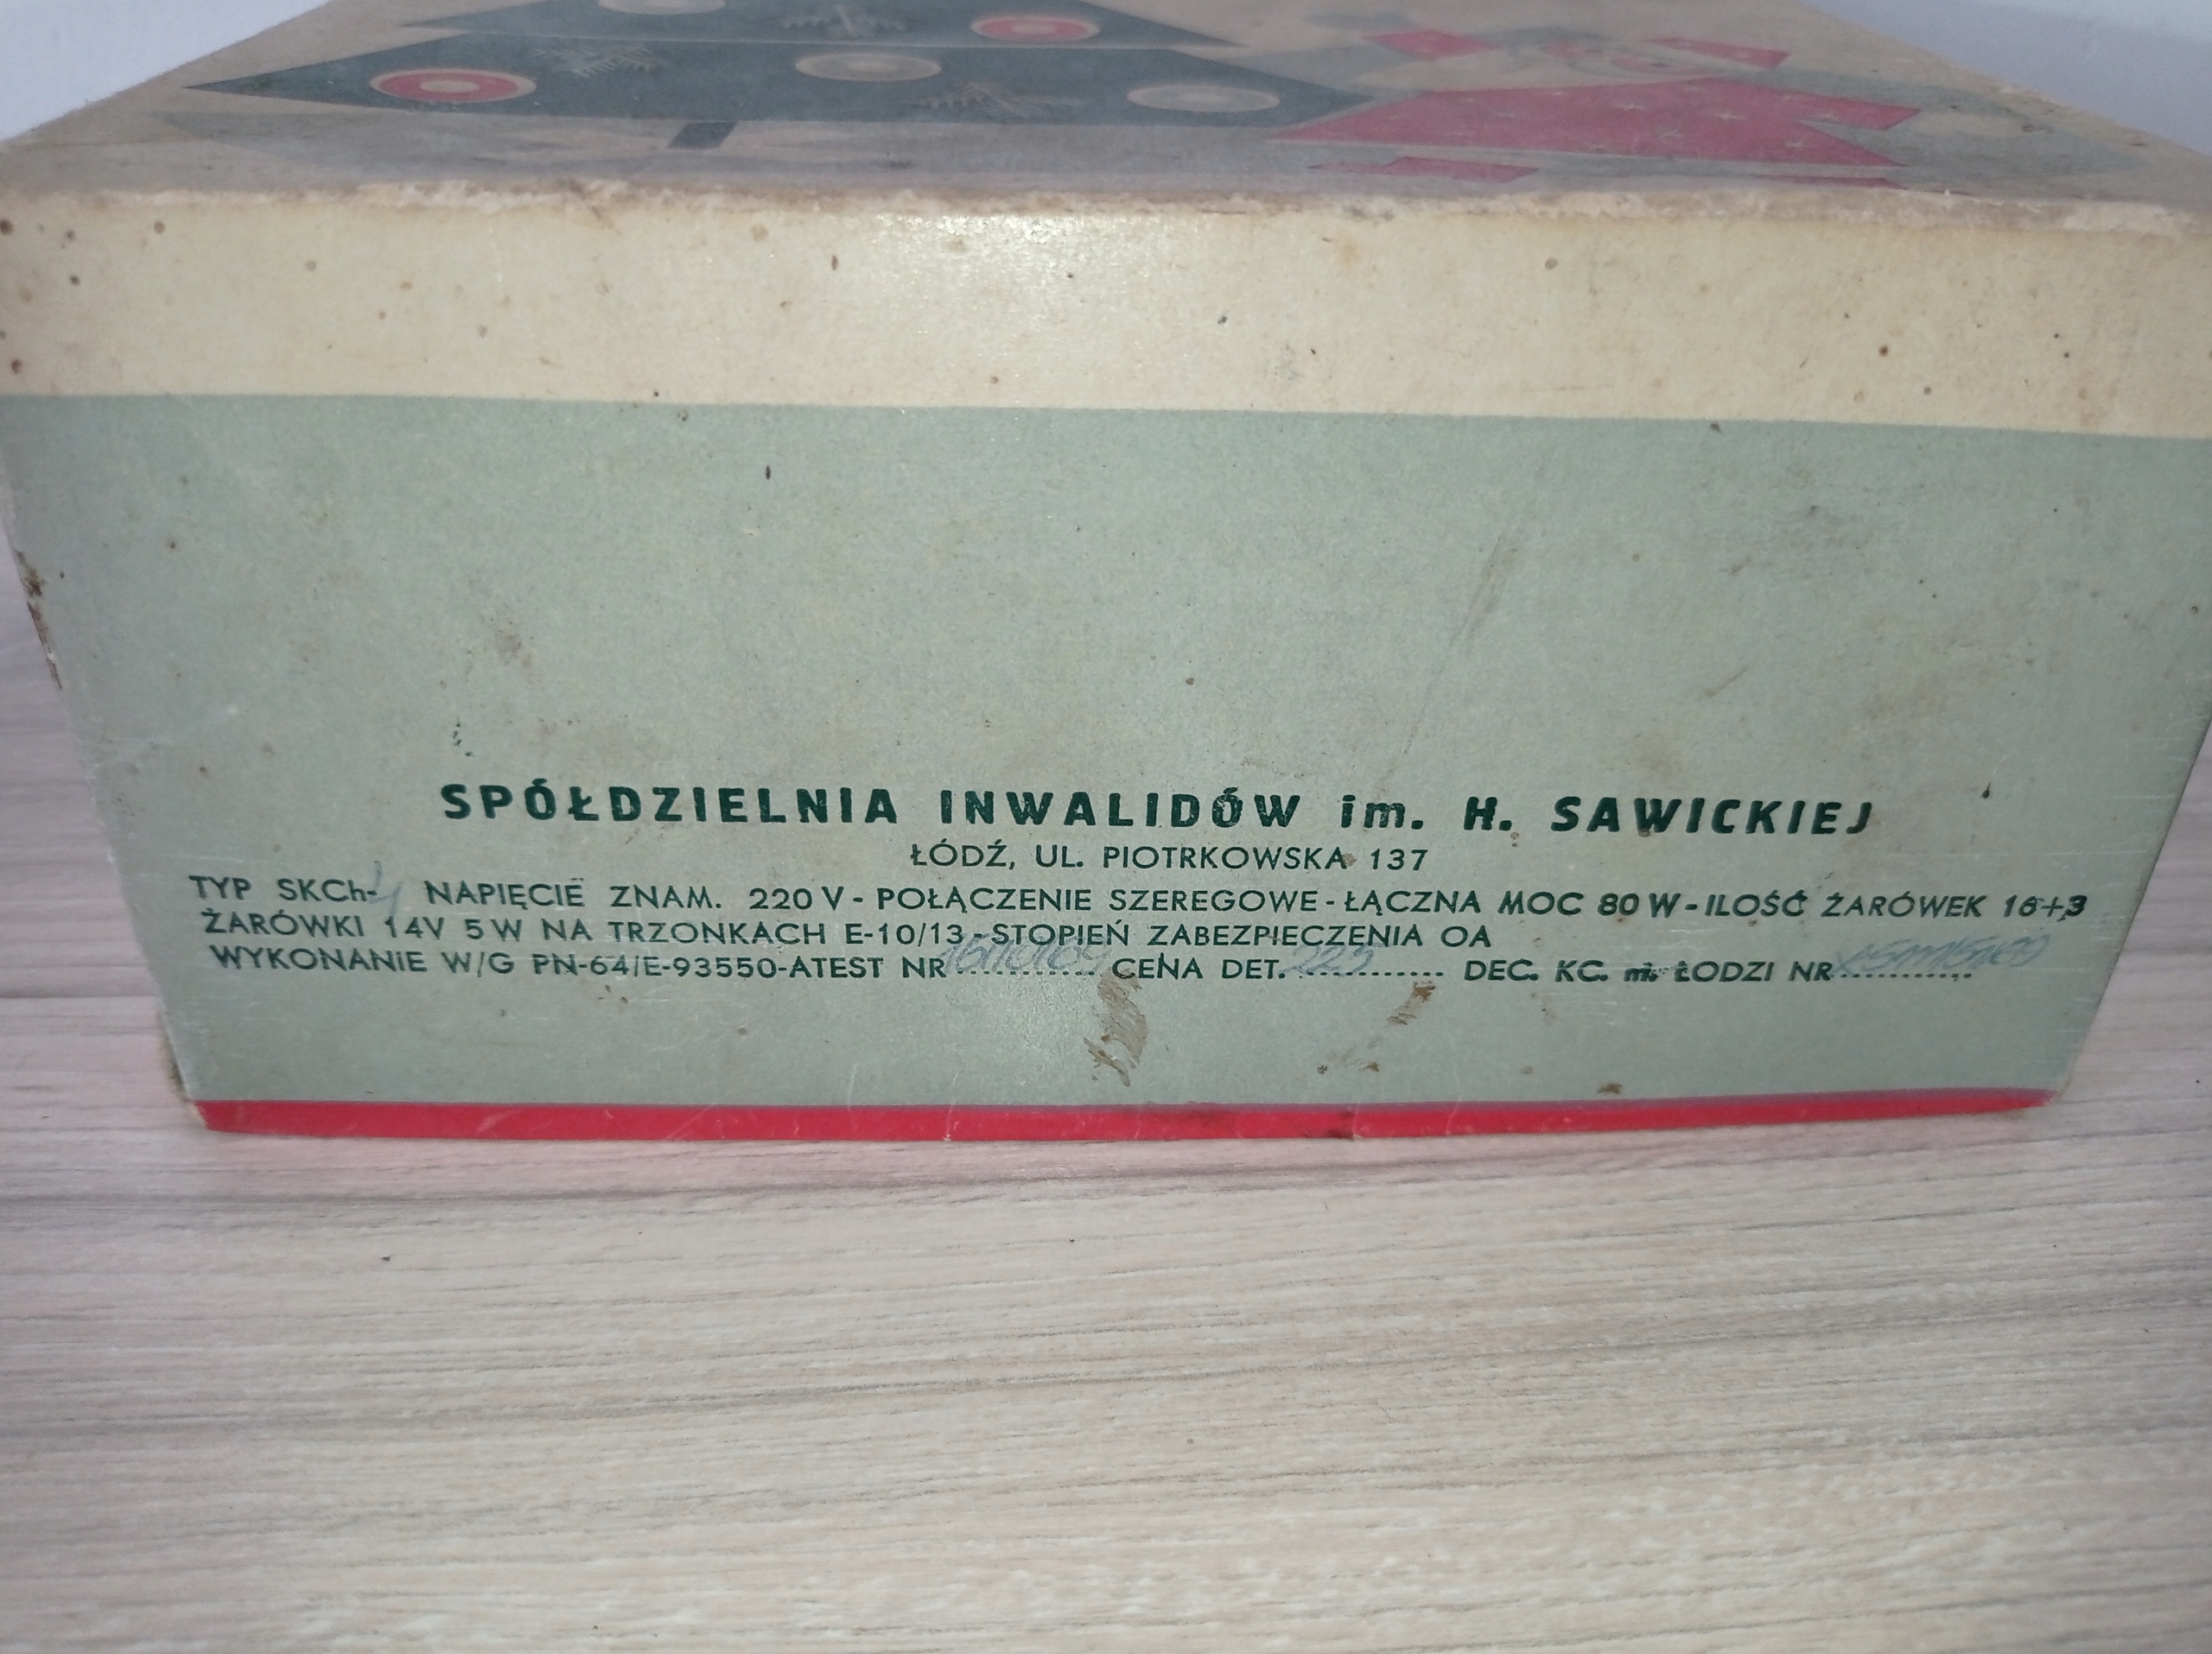 SPÓŁDZIELNIA INWALIDÓW im. H. SAWICKIEJ
ŁÓDŹ, UL. PIOTRKOWSKA 137
TYP SKCh-4 NAPIĘCIE ZNAM. 220 V - POŁĄCZENIE SZEREGOWE - ŁĄCZNA MOC 80 W - ILOŚĆ ŻARÓWEK 16+3
ŻARÓWKI 14V 5 W NA TRZONKACH E-10/13 - STOPIEŃ ZABEZPIECZENIA OA
WYKONANIE W/G PN-64/E-93550-ATEST NR ............ CENA DET. 225 ............ DEC. KC. m. ŁODZI NR ............